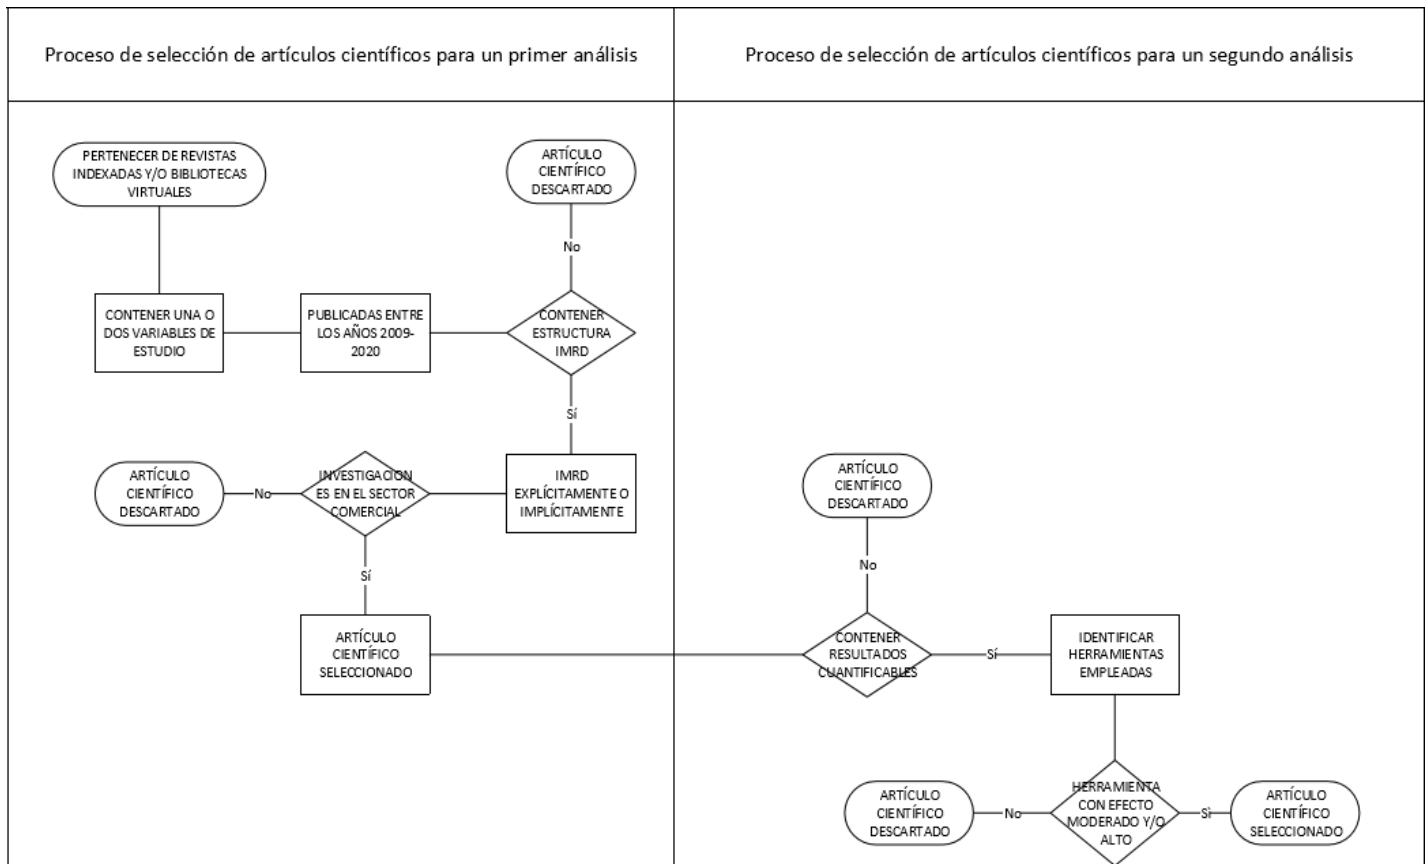 Proceso de selección de artículos científicos para un primer análisis
Proceso de selección de artículos científicos para un segundo análisis
PERTENECER DE REVISTAS
INDEXADAS Y/O BIBLIOTECAS
VIRTUALES
ARTÍCULO
CIENTÍFICO
DESCARTADO
No
CONTENER UNA O
DOS VARIABLES DE
ESTUDIO
PUBLICADAS ENTRE
LOS AÑOS 2009-
2020
CONTENER
ESTRUCTURA
IMRD
Sí
ARTÍCULO
CIENTÍFICO
DESCARTADO
No
INVESTIGACION
ES EN EL SECTOR
COMERCIAL
IMRD
EXPLÍCITAMENTE O
IMPLÍCITAMENTE
Sí
ARTÍCULO
CIENTÍFICO
SELECCIONADO
ARTÍCULO
CIENTÍFICO
DESCARTADO
No
CONTENER
RESULTADOS
CUANTIFICABLES
Sí
IDENTIFICAR
HERRAMIENTAS
EMPLEADAS
ARTÍCULO
CIENTÍFICO
DESCARTADO
No
HERRAMIENTA
CON EFECTO
MODERADO Y/O
ALTO
Sì
ARTÍCULO
CIENTÍFICO
SELECCIONADO